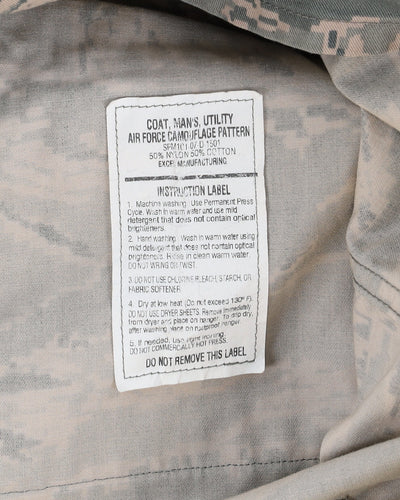 COAT, MAN'S, UTILITY
AIR FORCE CAMOUFLAGE PATTERN
SPM1C1-07-D-1501
50% NYLON 50% COTTON
EXCEL MANUFACTURING
INSTRUCTION LABEL
1. Machine washing: Use Permanent Press
Cycle. Wash in warm water and use mild
detergent that does not contain optical
brighteners.
2. Hand washing: Wash in warm water using
mild detergent that does not contain optical
brighteners. Rinse in clean warm water.
DO NOT WRING OR TWIST.
3. DO NOT USE CHLORINE BLEACH, STARCH, OR
FABRIC SOFTENER.
4. Dry at low heat (Do not exceed 130° F).
DO NOT USE DRYER SHEETS. Remove immediately
from dryer and place on hanger. To drip dry,
after washing place on rustproof hanger.
5. If needed, Use light ironing.
DO NOT COMMERCIALLY HOT PRESS.
DO NOT REMOVE THIS LABEL